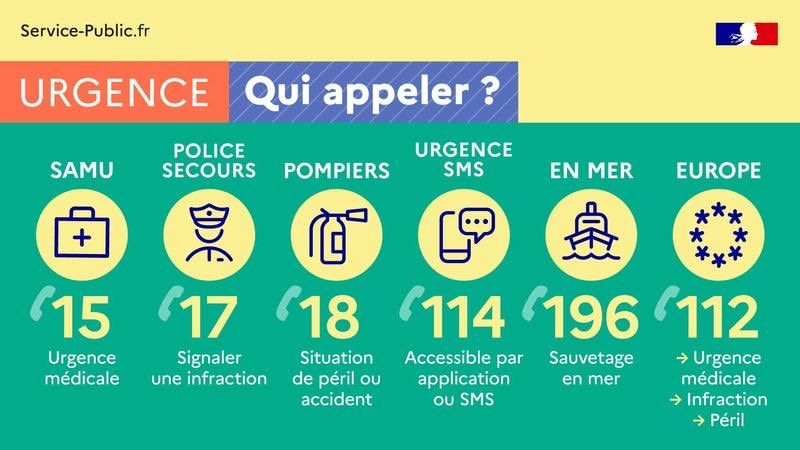 Service-Public.fr
URGENCE
Qui appeler ?
SAMU
15
Urgence
médicale
POLICE
SECOURS
17
Signaler
une infraction
POMPIERS
18
Situation
de péril ou
accident
URGENCE
SMS
114
Accessible par
application
ou SMS
EN MER
196
Sauvetage
en mer
EUROPE
112
→ Urgence
médicale
→ Infraction
→ Péril